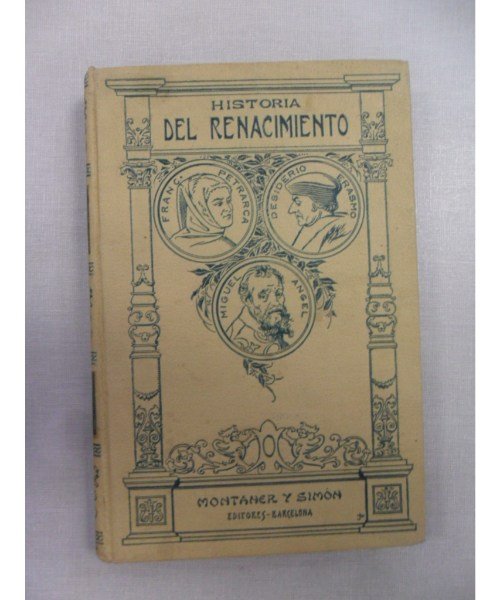 HISTORIA
DEL RENACIMIENTO
FRANC. PETRARCA
DESIDERIO ERASMO
MIGUEL ANGEL
MONTANER Y SIMÓN
EDITORES-BARCELONA